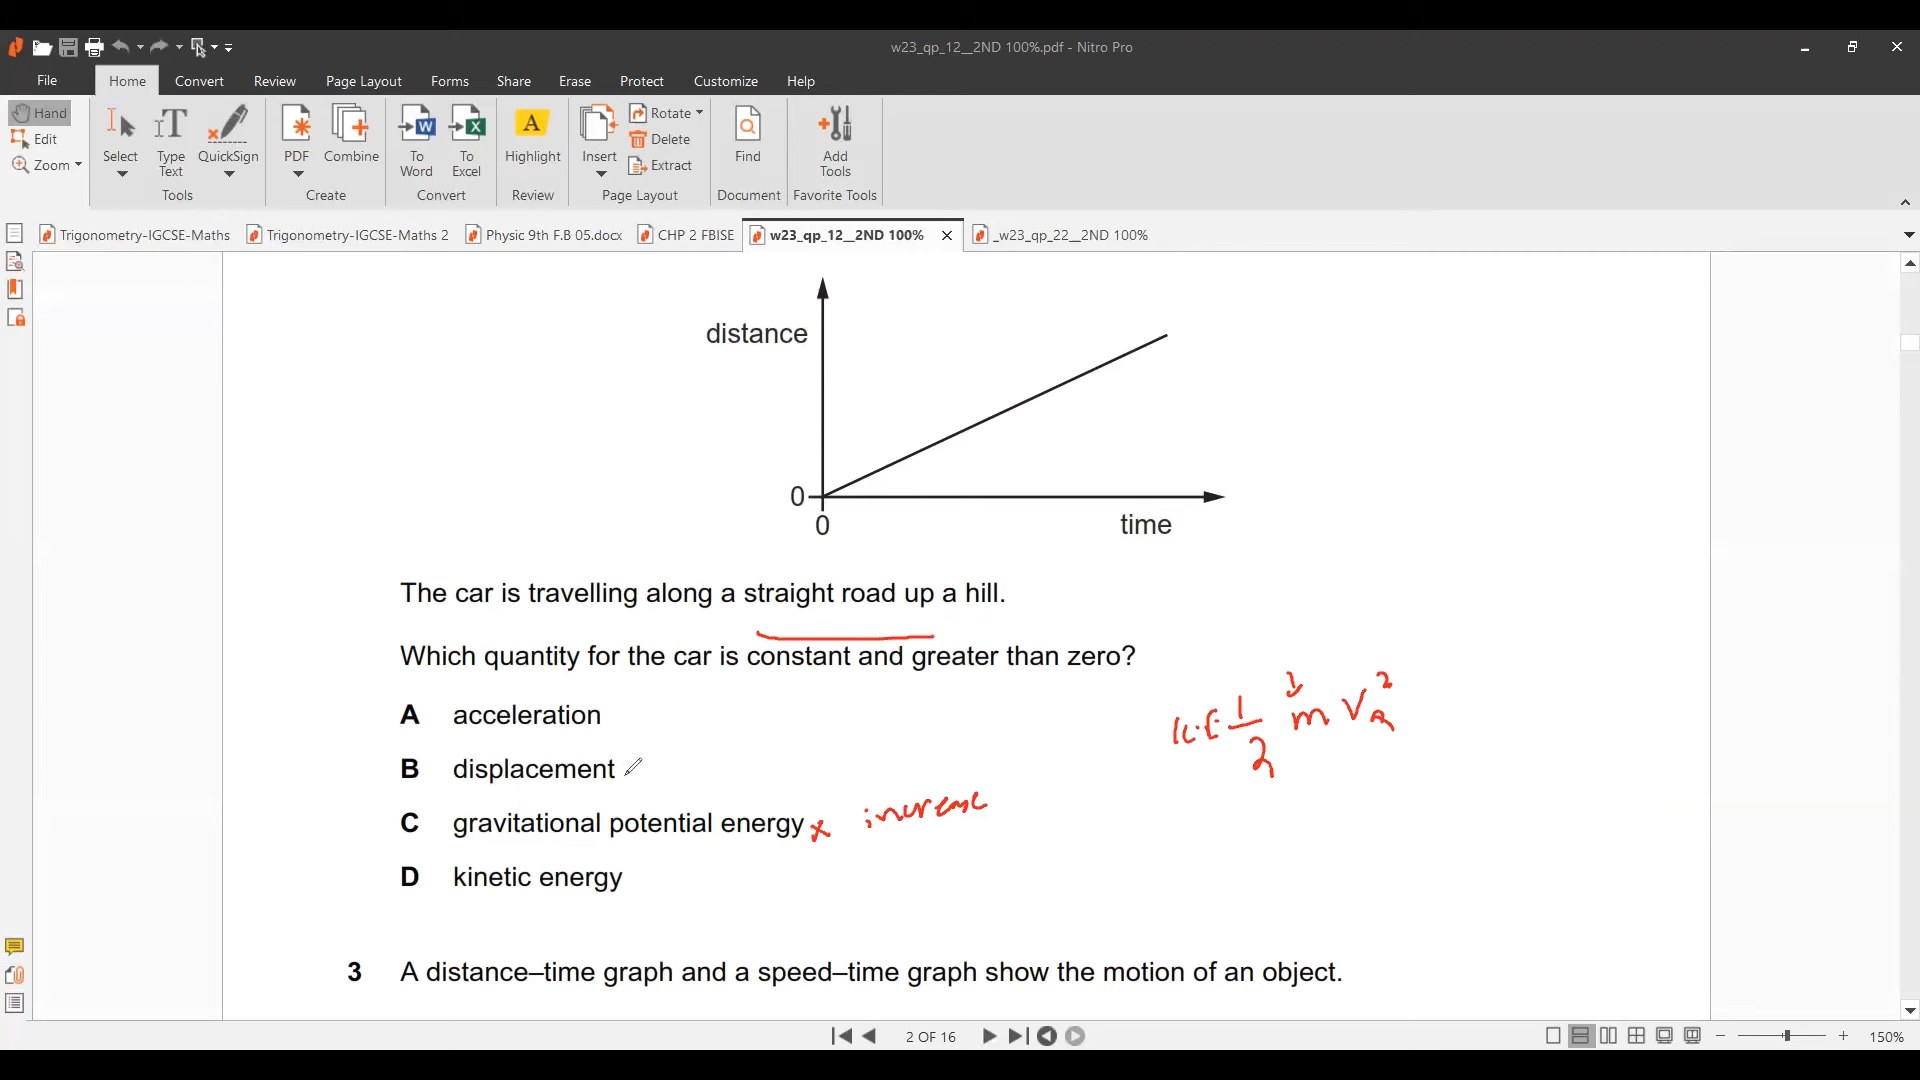 w23_qp_12__2ND 100%.pdf - Nitro Pro
File Home Convert Review Page Layout Forms Share Erase Protect Customize Help
Hand
Edit
Zoom
Select
Type Text
QuickSign
Tools
PDF
Combine
Create
To Word
To Excel
Convert
Highlight
Review
Insert
Rotate
Delete
Extract
Page Layout
Find
Document
Add Tools
Favorite Tools
Trigonometry-IGCSE-Maths Trigonometry-IGCSE-Maths 2 Physic 9th F.B 05.docx CHP 2 FBISE w23_qp_12__2ND 100% _w23_qp_22__2ND 100%
distance
0
0
time
The car is travelling along a straight road up a hill.
Which quantity for the car is constant and greater than zero?
A acceleration
B displacement
C gravitational potential energy x increase
D kinetic energy
K.E 1/2 m V 2
3 A distance–time graph and a speed–time graph show the motion of an object.
2 OF 16
150%